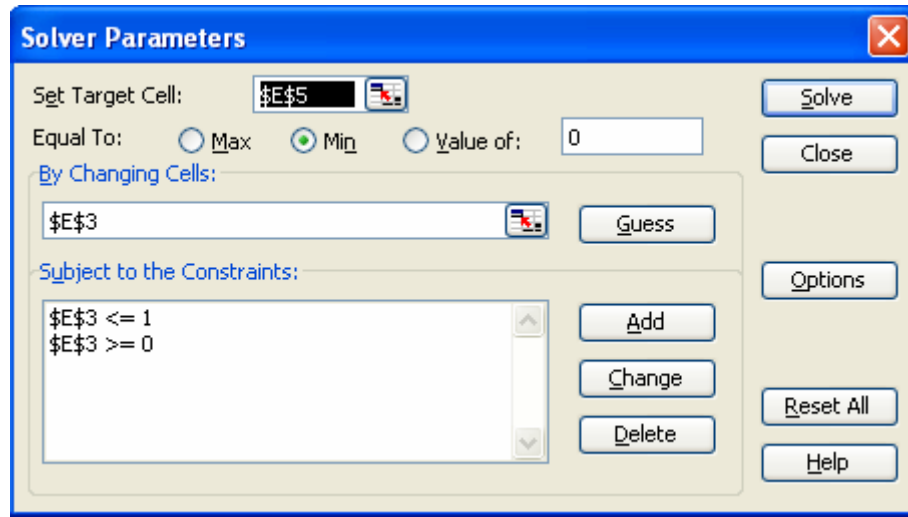 Solver Parameters
Set Target Cell: $E$5 Solve
Equal To: Max Min Value of: 0 Close
By Changing Cells:
$E$3 Guess
Subject to the Constraints: Options
$E$3 <= 1 Add
$E$3 >= 0
Change
Reset All
Delete
Help